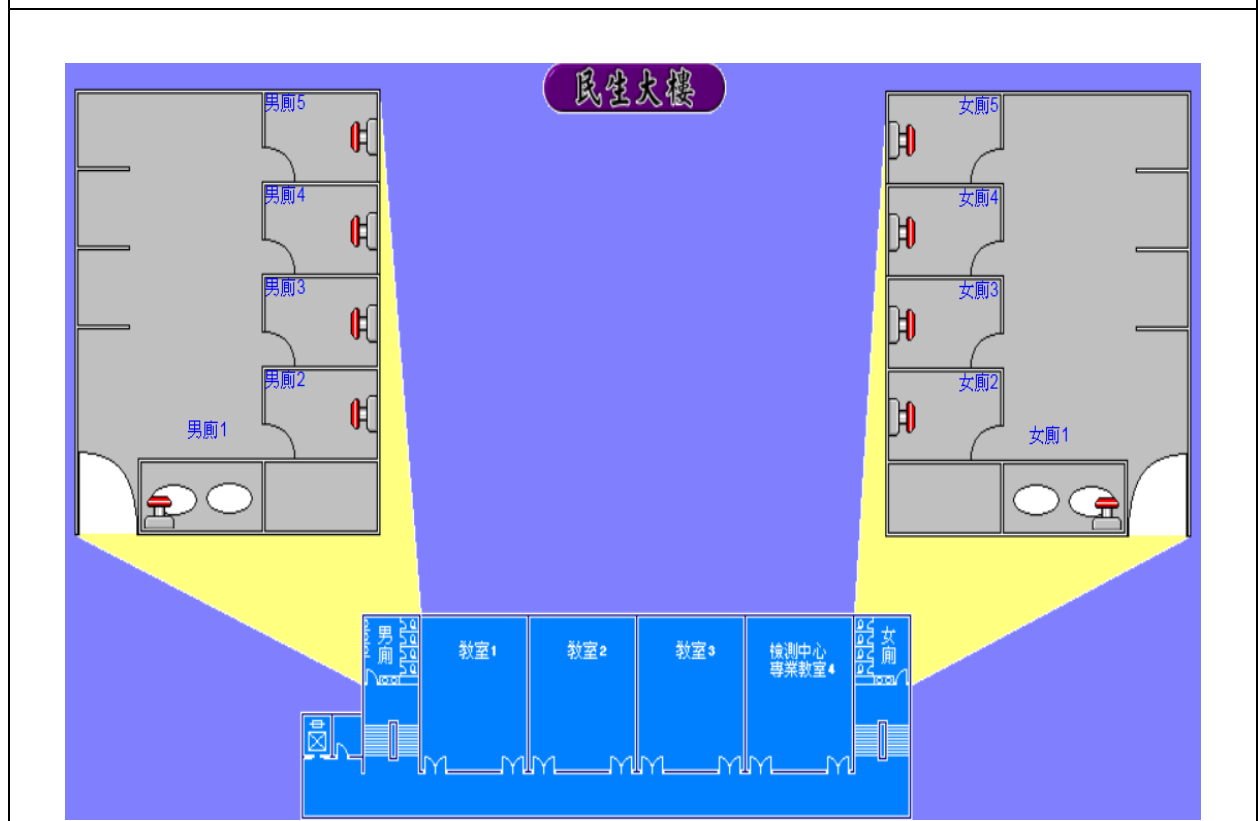 民生大樓
男廁5
男廁4
男廁3
男廁2
男廁1
女廁5
女廁4
女廁3
女廁2
女廁1
男廁
教室1
教室2
教室3
檢測中心
專業教室4
女廁